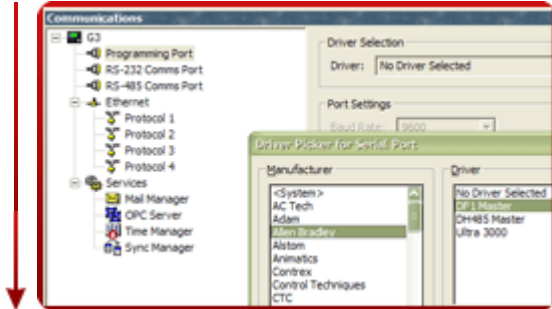 Communications
G3
Programming Port
RS-232 Comms Port
RS-485 Comms Port
Ethernet
Protocol 1
Protocol 2
Protocol 3
Protocol 4
Services
Mail Manager
OPC Server
Time Manager
Sync Manager
Driver Selection
Driver: No Driver Selected
Port Settings
Baud Rate: 9600
Driver Picker for Serial Port
Manufacturer
<System>
AC Tech
Adam
Allen Bradley
Alstom
Animatics
Contrex
Control Techniques
CTC
Driver
No Driver Selected
DF1 Master
DH485 Master
Ultra 3000